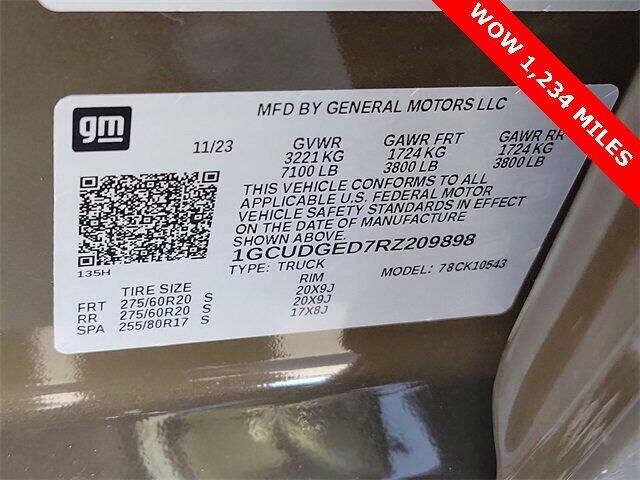 WOW 1,234 MILES
gm
MFD BY GENERAL MOTORS LLC
11/23 GVWR GAWR FRT GAWR RR
3221 KG 1724 KG 1724 KG
7100 LB 3800 LB 3800 LB
THIS VEHICLE CONFORMS TO ALL
APPLICABLE U.S. FEDERAL MOTOR
VEHICLE SAFETY STANDARDS IN EFFECT
ON THE DATE OF MANUFACTURE
SHOWN ABOVE.
1GCUDGED7RZ209898
135H
TYPE: TRUCK MODEL: 78CK10543
TIRE SIZE RIM
FRT 275/60R20 S 20X9J
RR 275/60R20 S 20X9J
SPA 255/80R17 S 17X8J